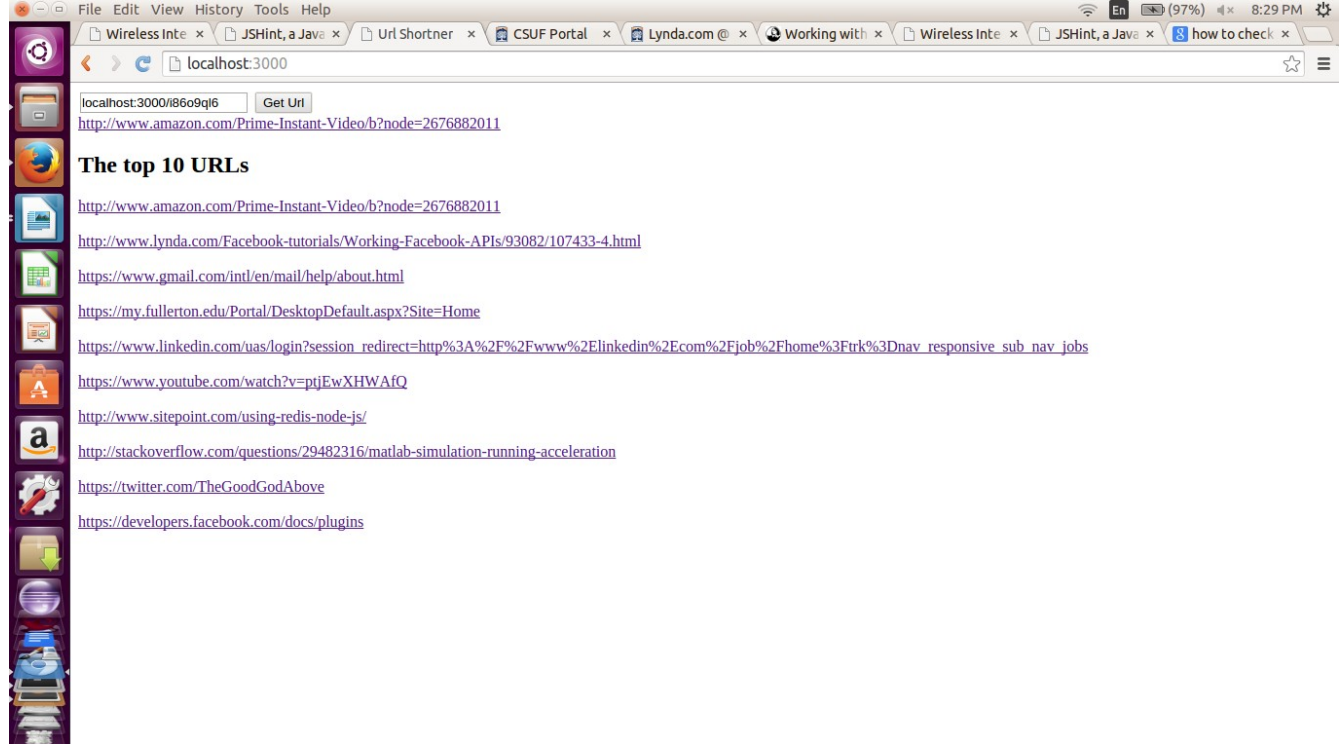 File Edit View History Tools Help En (97%) 8:29 PM
Wireless Inte JSHint, a Java Url Shortner CSUF Portal Lynda.com @ Working with Wireless Inte JSHint, a Java how to check
localhost:3000
localhost:3000/i86o9ql6 Get Url
http://www.amazon.com/Prime-Instant-Video/b?node=2676882011
The top 10 URLs
http://www.amazon.com/Prime-Instant-Video/b?node=2676882011
http://www.lynda.com/Facebook-tutorials/Working-Facebook-APIs/93082/107433-4.html
https://www.gmail.com/intl/en/mail/help/about.html
https://my.fullerton.edu/Portal/DesktopDefault.aspx?Site=Home
https://www.linkedin.com/uas/login?session_redirect=http%3A%2F%2Fwww%2Elinkedin%2Ecom%2Fjob%2Fhome%3Ftrk%3Dnav_responsive_sub_nav_jobs
https://www.youtube.com/watch?v=ptjEwXHWAfQ
http://www.sitepoint.com/using-redis-node-js/
http://stackoverflow.com/questions/29482316/matlab-simulation-running-acceleration
https://twitter.com/TheGoodGodAbove
https://developers.facebook.com/docs/plugins